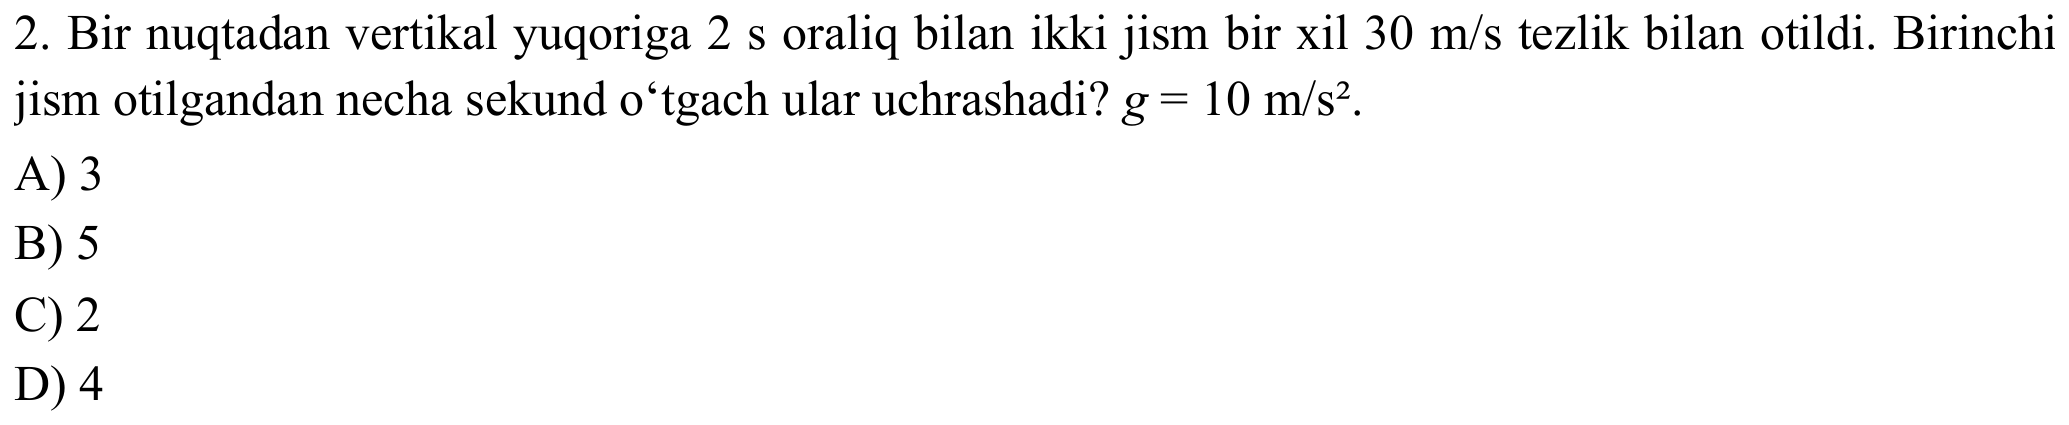 2. Bir nuqtadan vertikal yuqoriga 2 s oraliq bilan ikki jism bir xil 30 m/s tezlik bilan otildi. Birinchi
jism otilgandan necha sekund o‘tgach ular uchrashadi? g = 10 m/s².
A) 3
B) 5
C) 2
D) 4